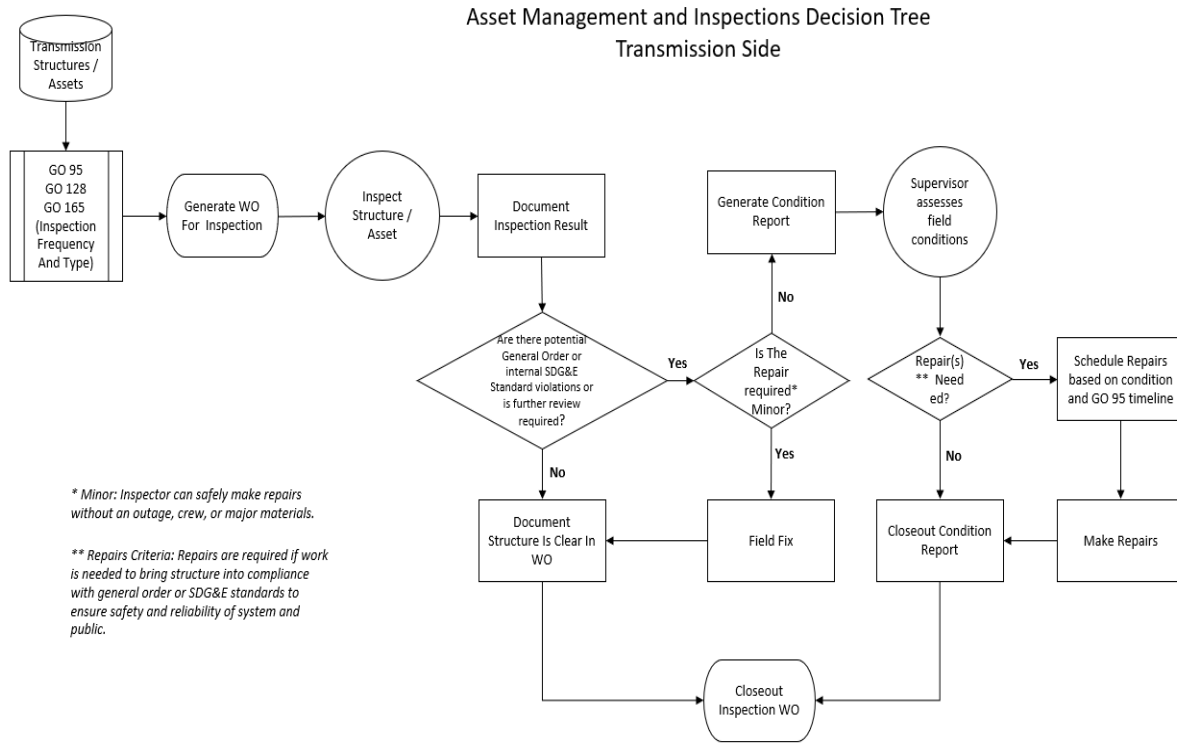 Asset Management and Inspections Decision Tree
Transmission Side
Transmission
Structures /
Assets
GO 95
GO 128
GO 165
(Inspection
Frequency
And Type)
Generate WO
For Inspection
Inspect
Structure /
Asset
Document
Inspection Result
Generate Condition
Report
Supervisor
assesses
field
conditions
Are there potential
General Order or
internal SDG&E
Standard violations or
is further review
required?
Yes
No
Is The
Repair
required*
Minor?
No
Yes
Repair(s)
** Need
ed?
Yes
No
Schedule Repairs
based on condition
and GO 95 timeline
Document
Structure Is Clear In
WO
Field Fix
Closeout Condition
Report
Make Repairs
* Minor: Inspector can safely make repairs
without an outage, crew, or major materials.
** Repairs Criteria: Repairs are required if work
is needed to bring structure into compliance
with general order or SDG&E standards to
ensure safety and reliability of system and
public.
Closeout
Inspection WO